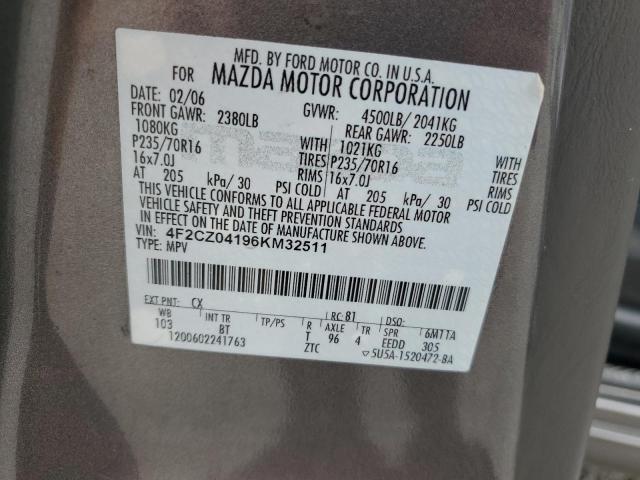 MFD. BY FORD MOTOR CO. IN U.S.A.
FOR MAZDA MOTOR CORPORATION
DATE: 02/06 GVWR: 4500LB/2041KG
FRONT GAWR: 2380LB REAR GAWR: 2250LB
1080KG WITH 1021KG WITH
P235/70R16 TIRES P235/70R16 TIRES
16x7.0J RIMS 16x7.0J RIMS
AT 205 kPa/30 PSI COLD AT 205 kPa/30 PSI COLD
THIS VEHICLE CONFORMS TO ALL APPLICABLE FEDERAL MOTOR
VEHICLE SAFETY AND THEFT PREVENTION STANDARDS
IN EFFECT ON THE DATE OF MANUFACTURE SHOWN ABOVE.
VIN: 4F2CZ04196KM32511
TYPE: MPV
EXT PNT: CX RC: 81 DSO:
WB INT TR TP/PS R AXLE TR SPR 6M1TA
103 BT T 96 4 EEDD 305
1200602241763 ZTC ▽5U5A-1520472-BA